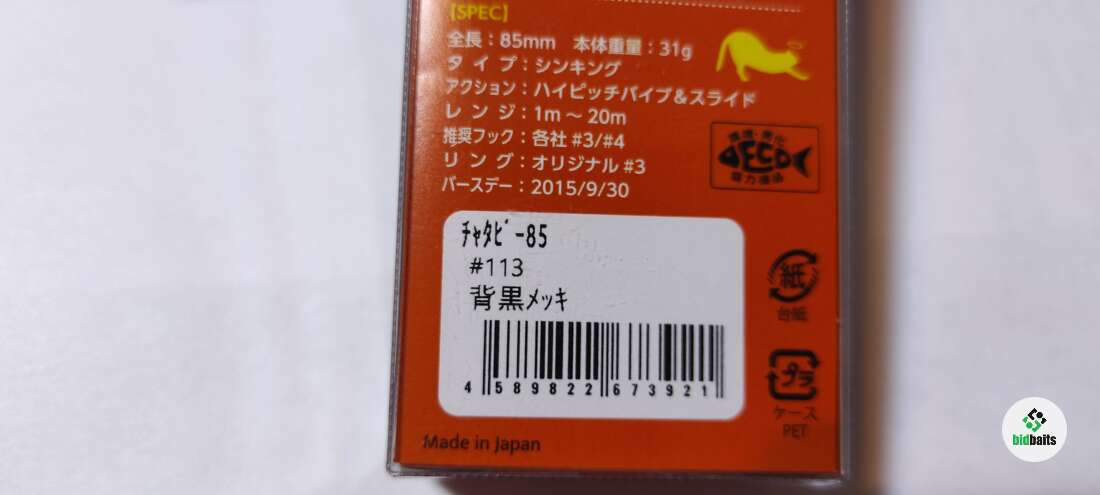 [SPEC]
全長：85mm　本体重量：31g
タイプ：シンキング
アクション：ハイピッチバイブ＆スライド
レンジ：1m～20m
推奨フック：各社 #3/#4
リング：オリジナル #3
バースデー：2015/9/30
ECO
ﾁｬﾀﾋﾞｰ85
#113
背黒ﾒｯｷ
4 589822 673921
紙
台紙
プラ
ケース
PET
Made in Japan
bidbaits